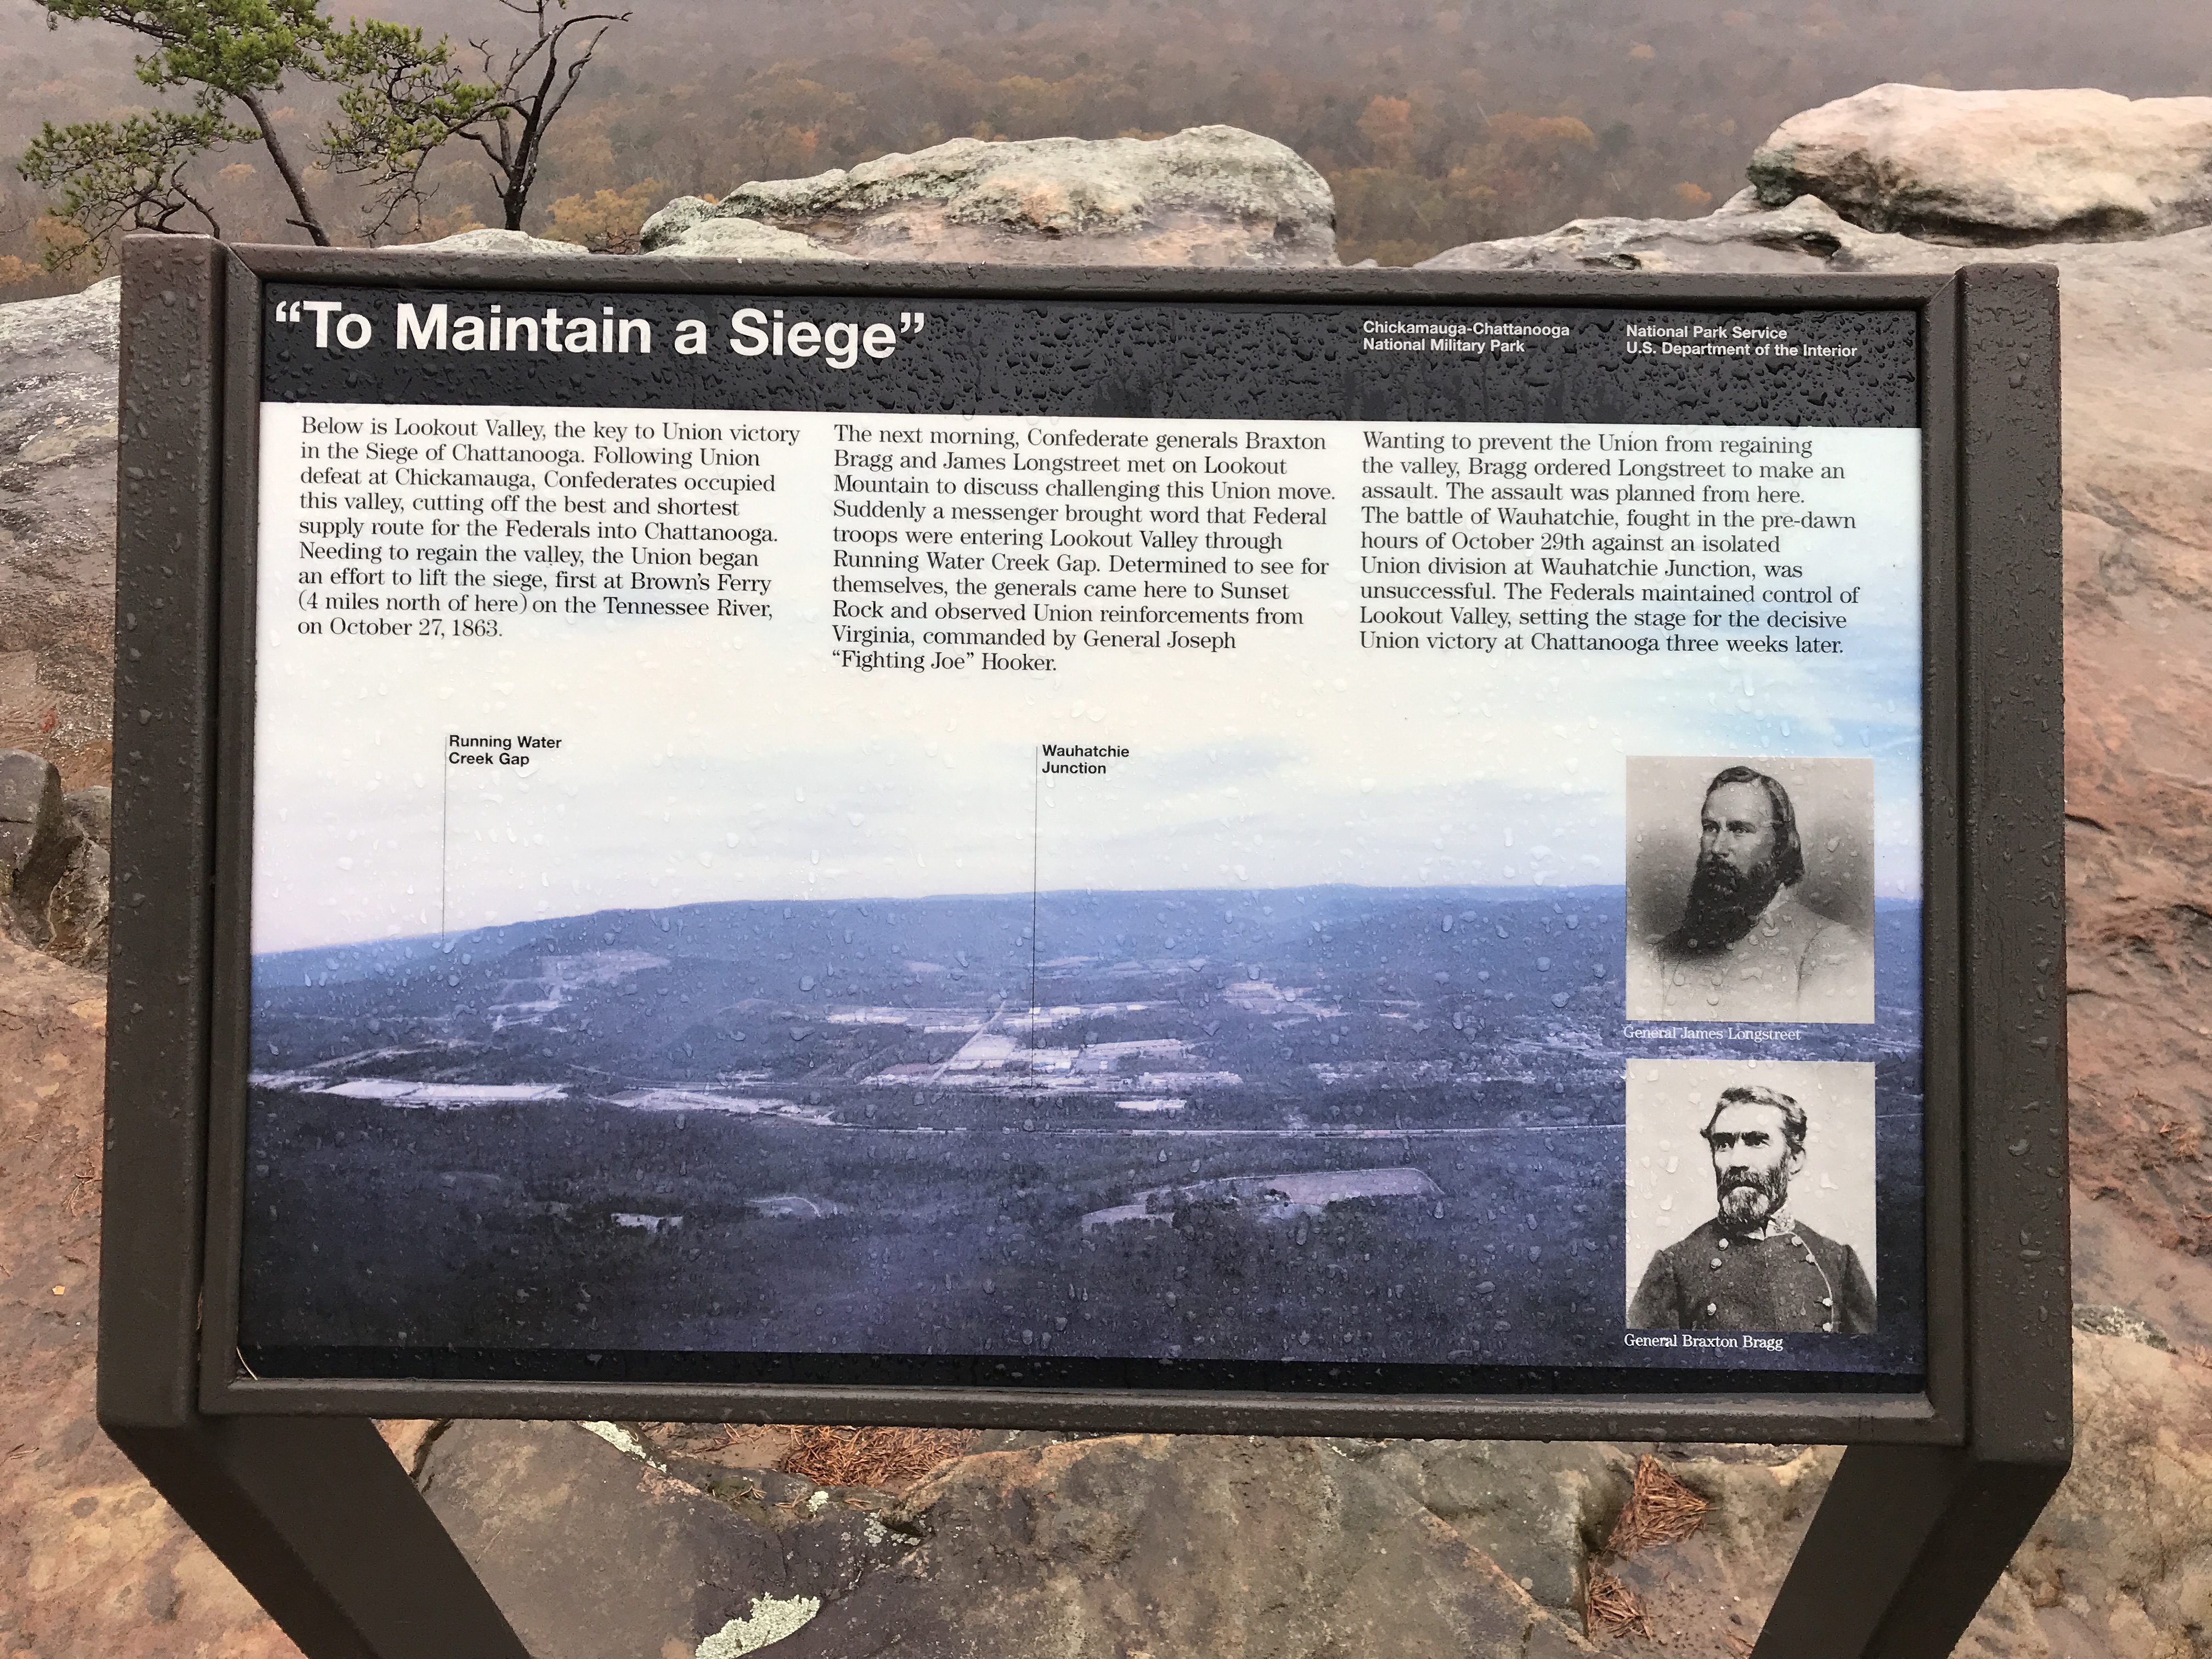 “To Maintain a Siege”
Chickamauga-Chattanooga
National Military Park
National Park Service
U.S. Department of the Interior
Below is Lookout Valley, the key to Union victory
in the Siege of Chattanooga. Following Union
defeat at Chickamauga, Confederates occupied
this valley, cutting off the best and shortest
supply route for the Federals into Chattanooga.
Needing to regain the valley, the Union began
an effort to lift the siege, first at Brown’s Ferry
(4 miles north of here) on the Tennessee River,
on October 27, 1863.
The next morning, Confederate generals Braxton
Bragg and James Longstreet met on Lookout
Mountain to discuss challenging this Union move.
Suddenly a messenger brought word that Federal
troops were entering Lookout Valley through
Running Water Creek Gap. Determined to see for
themselves, the generals came here to Sunset
Rock and observed Union reinforcements from
Virginia, commanded by General Joseph
“Fighting Joe” Hooker.
Wanting to prevent the Union from regaining
the valley, Bragg ordered Longstreet to make an
assault. The assault was planned from here.
The battle of Wauhatchie, fought in the pre-dawn
hours of October 29th against an isolated
Union division at Wauhatchie Junction, was
unsuccessful. The Federals maintained control of
Lookout Valley, setting the stage for the decisive
Union victory at Chattanooga three weeks later.
Running Water
Creek Gap
Wauhatchie
Junction
General James Longstreet
General Braxton Bragg